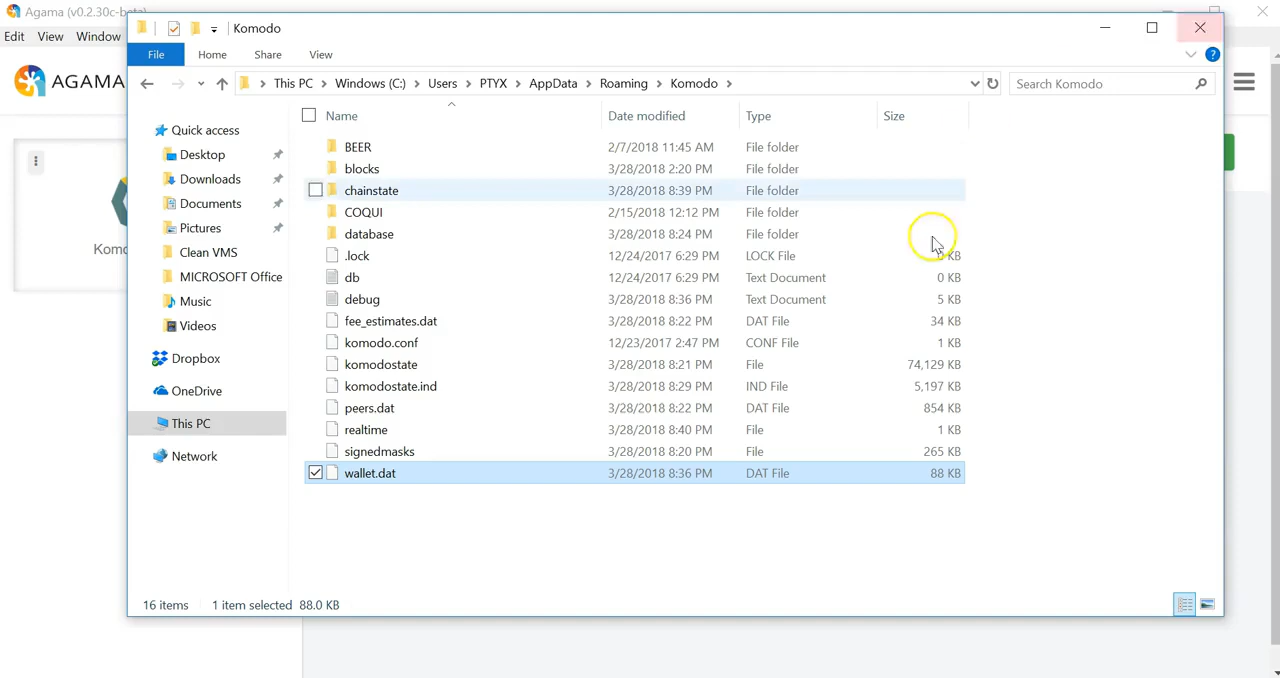 Agama (v0.2.30c-beta)
Edit View Window
AGAMA
Komo
Komodo
File Home Share View
This PC Windows (C:) Users PTYX AppData Roaming Komodo
Search Komodo
Quick access
Desktop
Downloads
Documents
Pictures
Clean VMS
MICROSOFT Office
Music
Videos
Dropbox
OneDrive
This PC
Network
Name Date modified Type Size
BEER 2/7/2018 11:45 AM File folder
blocks 3/28/2018 2:20 PM File folder
chainstate 3/28/2018 8:39 PM File folder
COQUI 2/15/2018 12:12 PM File folder
database 3/28/2018 8:24 PM File folder
.lock 12/24/2017 6:29 PM LOCK File 0 KB
db 12/24/2017 6:29 PM Text Document 0 KB
debug 3/28/2018 8:36 PM Text Document 5 KB
fee_estimates.dat 3/28/2018 8:22 PM DAT File 34 KB
komodo.conf 12/23/2017 2:47 PM CONF File 1 KB
komodostate 3/28/2018 8:21 PM File 74,129 KB
komodostate.ind 3/28/2018 8:29 PM IND File 5,197 KB
peers.dat 3/28/2018 8:22 PM DAT File 854 KB
realtime 3/28/2018 8:40 PM File 1 KB
signedmasks 3/28/2018 8:20 PM File 265 KB
wallet.dat 3/28/2018 8:36 PM DAT File 88 KB
16 items 1 item selected 88.0 KB